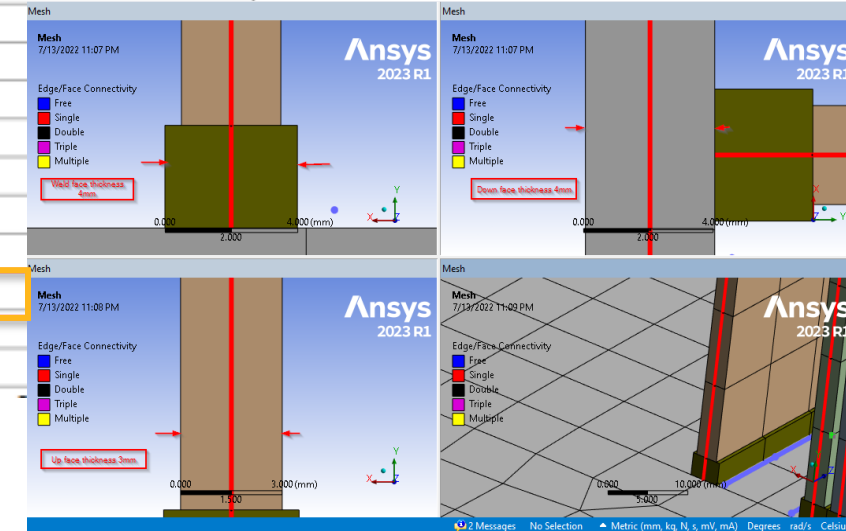 Mesh
Mesh
7/13/2022 11:07 PM
Ansys
2023 R1
Edge/Face Connectivity
Free
Single
Double
Triple
Multiple
Weld face thickness
4mm
0.000
4.000 (mm)
2.000
Y
X
Z
Mesh
Mesh
7/13/2022 11:07 PM
Ansys
2023 R1
Edge/Face Connectivity
Free
Single
Double
Triple
Multiple
Down face thickness 4mm
0.000
4.000 (mm)
2.000
X
Z
Y
Mesh
Mesh
7/13/2022 11:08 PM
Ansys
2023 R1
Edge/Face Connectivity
Free
Single
Double
Triple
Multiple
Up face thickness 3mm
0.000
3.000 (mm)
1.500
Y
X
Z
Mesh
Mesh
7/13/2022 11:09 PM
Ansys
2023 R1
Edge/Face Connectivity
Free
Single
Double
Triple
Multiple
0.000
10.000 (mm)
5.000
Y
X
Z
2 Messages No Selection Metric (mm, kg, N, s, mV, mA) Degrees rad/s Celsiu